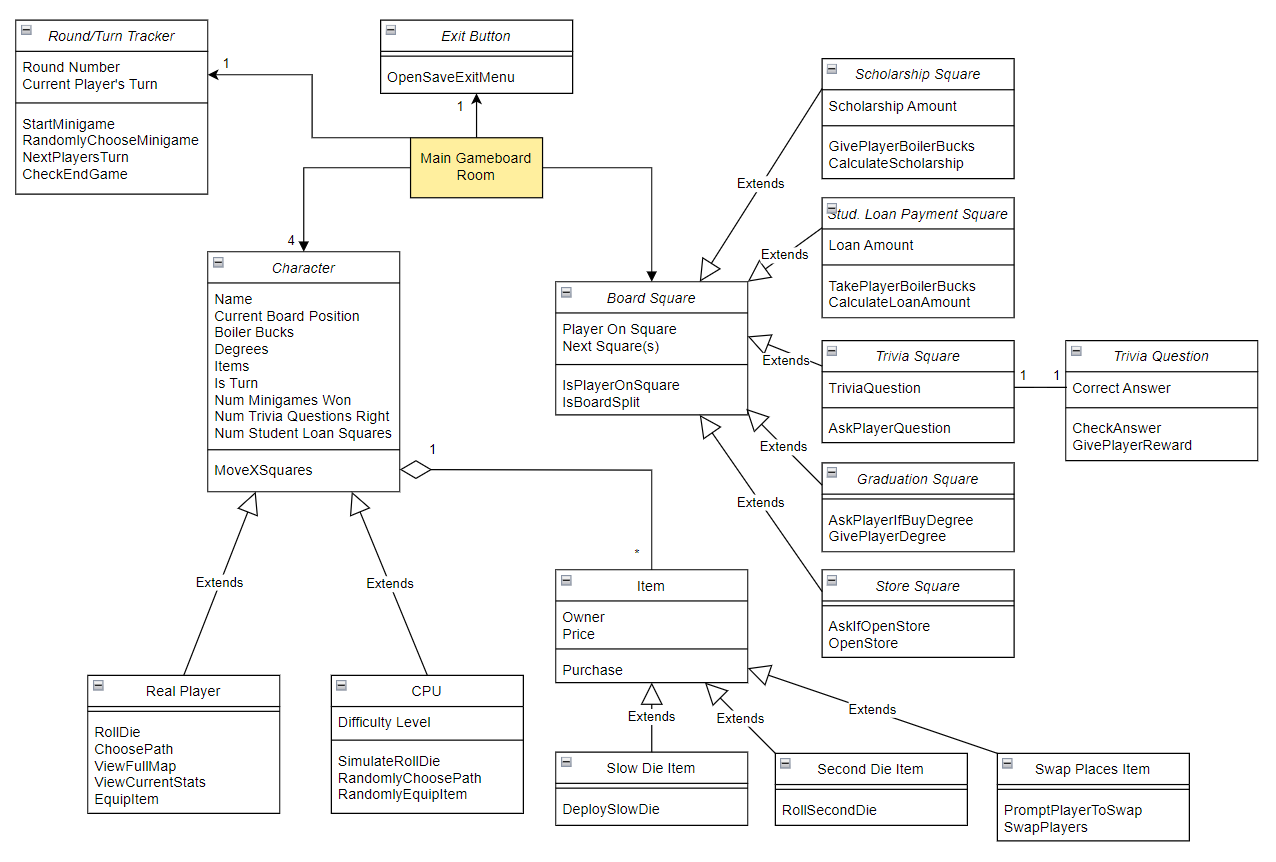 Round/Turn Tracker
Round Number
Current Player's Turn
StartMinigame
RandomlyChooseMinigame
NextPlayersTurn
CheckEndGame
1
Exit Button
OpenSaveExitMenu
1
Main Gameboard
Room
4
Character
Name
Current Board Position
Boiler Bucks
Degrees
Items
Is Turn
Num Minigames Won
Num Trivia Questions Right
Num Student Loan Squares
MoveXSquares
1
*
Board Square
Player On Square
Next Square(s)
IsPlayerOnSquare
IsBoardSplit
Scholarship Square
Scholarship Amount
GivePlayerBoilerBucks
CalculateScholarship
Extends
Stud. Loan Payment Square
Loan Amount
TakePlayerBoilerBucks
CalculateLoanAmount
Extends
Trivia Square
TriviaQuestion
AskPlayerQuestion
Extends
1
1
Trivia Question
Correct Answer
CheckAnswer
GivePlayerReward
Graduation Square
AskPlayerIfBuyDegree
GivePlayerDegree
Extends
Store Square
AskIfOpenStore
OpenStore
Extends
Item
Owner
Price
Purchase
Extends
Extends
Real Player
RollDie
ChoosePath
ViewFullMap
ViewCurrentStats
EquipItem
CPU
Difficulty Level
SimulateRollDie
RandomlyChoosePath
RandomlyEquipItem
Extends
Extends
Extends
Slow Die Item
DeploySlowDie
Second Die Item
RollSecondDie
Swap Places Item
PromptPlayerToSwap
SwapPlayers